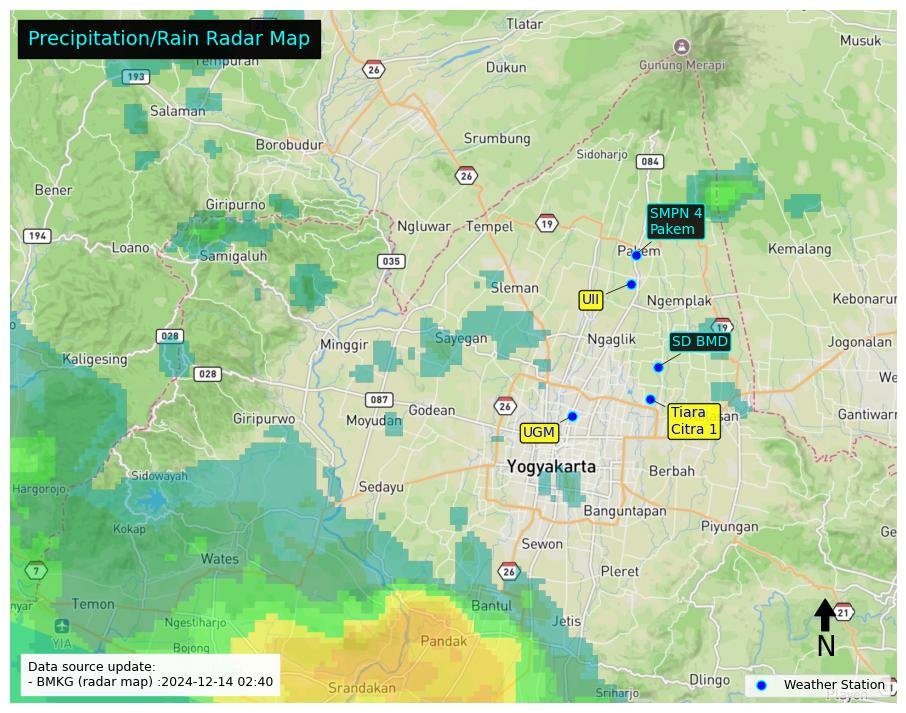 Precipitation/Rain Radar Map
Tlatar
Musuk
26
Dukun
Gunung Merapi
193
Tempuran
Salaman
Srumbung
Borobudur
Sidoharjo
084
26
Bener
Giripurno
SMPN 4
Pakem
194
Loano
Samigaluh
Ngluwar
Tempel
19
Pakem
Kemalang
035
Sleman
UII
Ngemplak
Kebonarun
028
Minggir
Sayegan
Ngaglik
19
SD BMD
Jogonalan
Kaligesing
028
087
Godean
26
Tiara
Citra 1
Gantiwarn
Giripurwo
Moyudan
UGM
Yogyakarta
Berbah
Hargorojo
Sidowayah
Sedayu
Kokap
Banguntapan
Piyungan
Wates
Sewon
7
26
Pleret
Temon
Bantul
21
Ngestiharjo
Jetis
YIA
Bojong
Pandak
N
Data source update:
- BMKG (radar map) :2024-12-14 02:40
Srandakan
Sriharjo
Dlingo
Weather Station
Playen